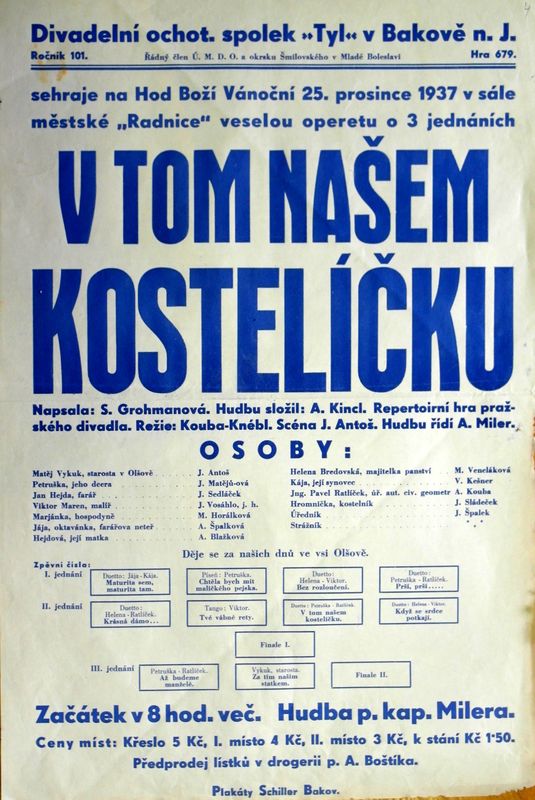 Divadelní ochot. spolek »Tyl« v Bakově n. J.
Ročník 101. Řádný člen Ú. M. D. O. a okrsku Šmilovského v Mladé Boleslavi Hra 679.
sehraje na Hod Boží Vánoční 25. prosince 1937 v sále
městské „Radnice" veselou operetu o 3 jednáních
V TOM NAŠEM
KOSTELÍČKU
Napsala: S. Grohmanová. Hudbu složil: A. Kincl. Repertoirní hra praž-
ského divadla. Režie: Kouba-Knébl. Scéna J. Antoš. Hudbu řídí A. Miler.
OSOBY:
Matěj Vykuk, starosta v Olšově J. Antoš
Petruška, jeho dcera J. Matějů-ová
Jan Hejda, farář J. Sedláček
Viktor Maren, malíř J. Vosáhlo, j. h.
Marjánka, hospodyně M. Horálková
Jája, oktavánka, farářova neteř A. Špalková
Hejdová, její matka A. Blažková
Helena Bredovská, majitelka panství M. Veneláková
Kája, její synovec V. Kešner
Ing. Pavel Ratlíček, úř. aut. civ. geometr A. Kouba
Hromnička, kostelník J. Sládeček
Úředník J. Špalek
Strážník
Děje se za našich dnů ve vsi Olšově.
Zpěvní čísla:
I. jednání
Duetto: Jája-Kája.
Maturita sem,
maturita tam.
Píseň: Petruška.
Chtěla bych mít
maličkého pejska.
Duetto:
Helena - Viktor.
Bez rozloučení.
Duetto:
Petruška - Ratlíček.
Prší, prší.....
II. jednání
Duetto:
Helena-Ratlíček.
Krásná dámo...
Tango: Viktor.
Tvé vábné rety.
Duetto: Petruška - Ratlíček.
V tom našem
kostelíčku.
Duetto: Helena - Viktor.
Když se srdce
potkají.
Finale I.
III. jednání
Petruška - Ratlíček.
Až budeme
manželé.
Vykuk, starosta.
Za tím naším
statkem.
Finale II.
Začátek v 8 hod. več. Hudba p. kap. Milera.
Ceny míst: Křeslo 5 Kč, I. místo 4 Kč, II. místo 3 Kč, k stání Kč 1·50.
Předprodej lístků v drogerii p. A. Boštíka.
Plakáty Schiller Bakov.